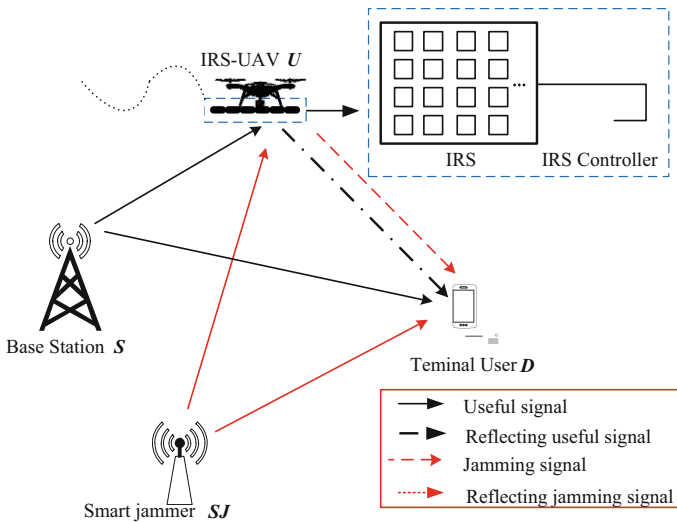 IRS-UAV U
...
IRS
IRS Controller
Base Station S
Teminal User D
Useful signal
Reflecting useful signal
Jamming signal
Reflecting jamming signal
Smart jammer SJ